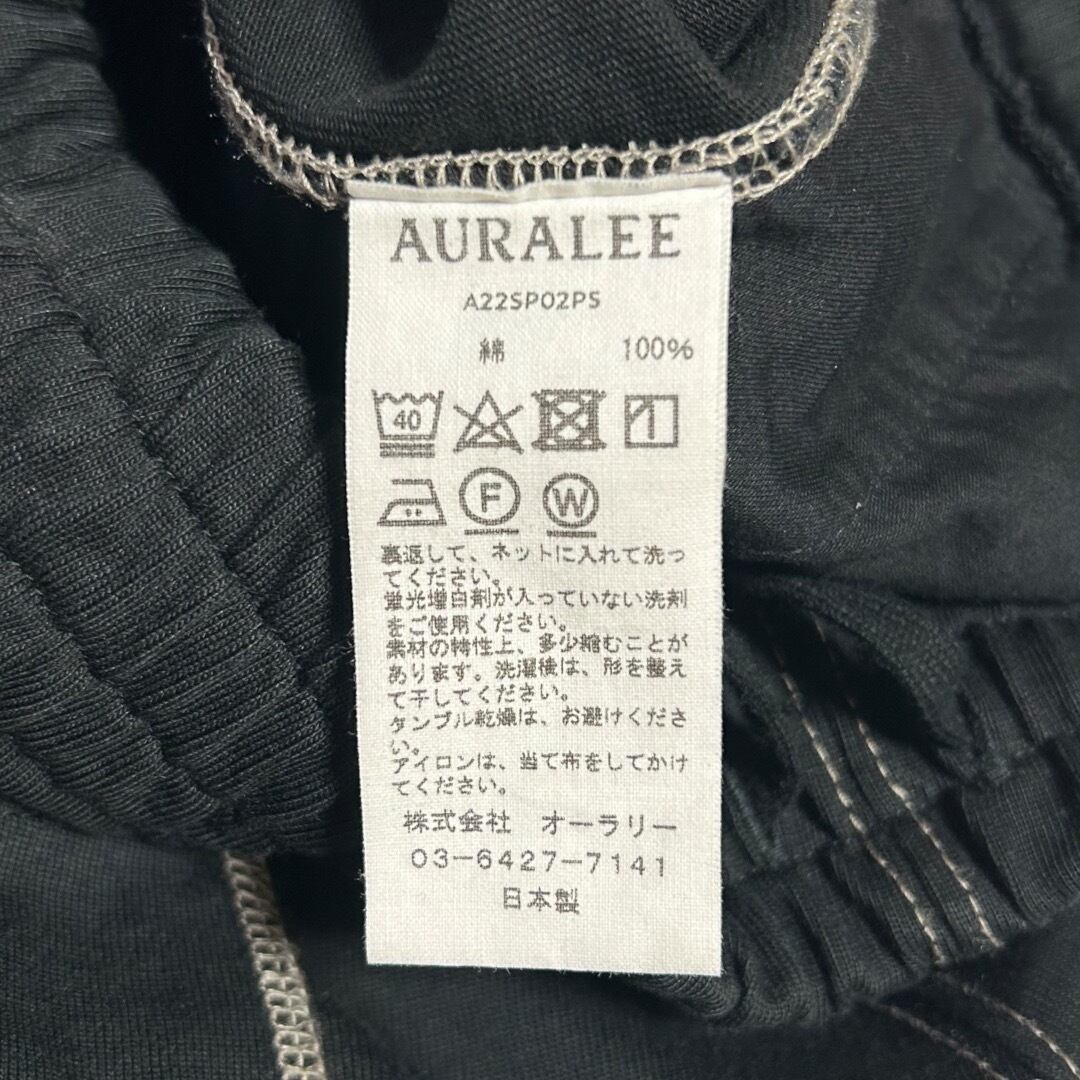 AURALEE
A22SP02PS
綿 100%
40
F W
裏返して、ネットに入れて洗っ
てください。
蛍光増白剤が入っていない洗剤
をご使用ください。
素材の特性上、多少縮むことが
あります。洗濯後は、形を整え
て干してください。
タンブル乾燥は、お避けくださ
い。
アイロンは、当て布をしてかけ
てください。
株式会社 オーラリー
03-6427-7141
日本製